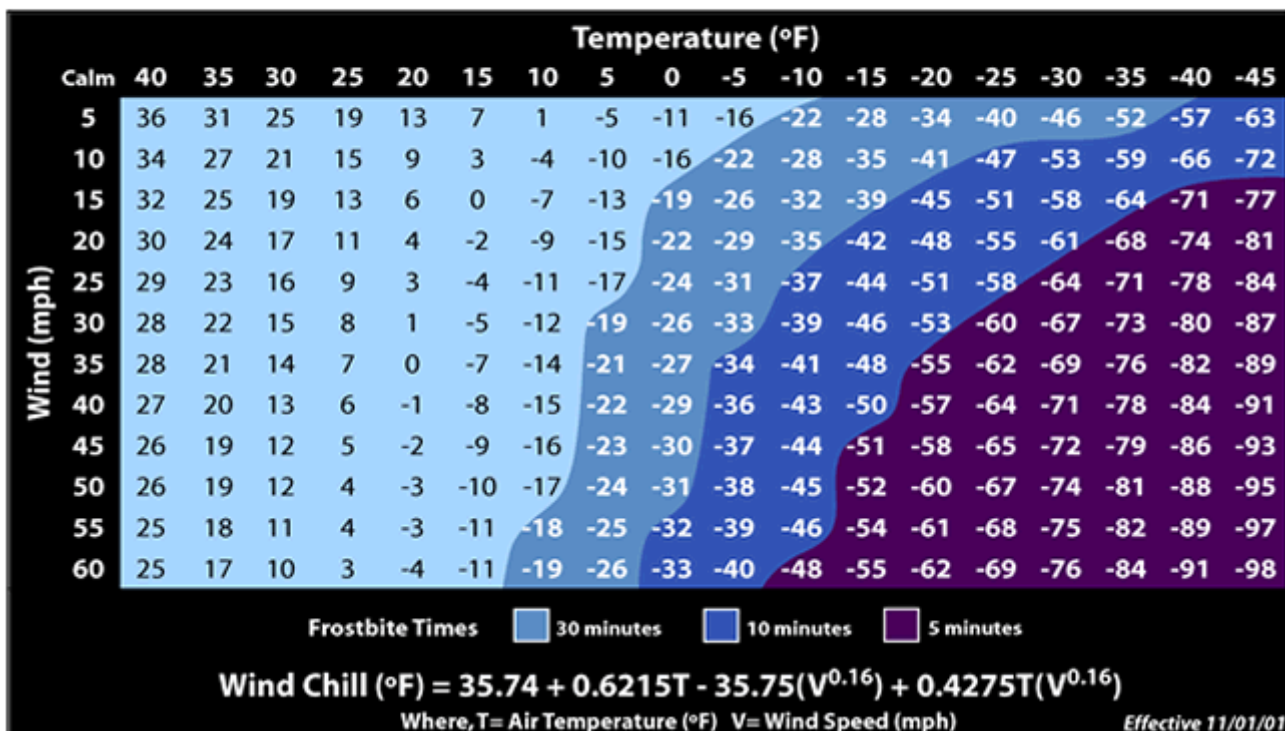 Temperature (ºF)
Calm 40 35 30 25 20 15 10 5 0 -5 -10 -15 -20 -25 -30 -35 -40 -45
5 36 31 25 19 13 7 1 -5 -11 -16 -22 -28 -34 -40 -46 -52 -57 -63
10 34 27 21 15 9 3 -4 -10 -16 -22 -28 -35 -41 -47 -53 -59 -66 -72
15 32 25 19 13 6 0 -7 -13 -19 -26 -32 -39 -45 -51 -58 -64 -71 -77
20 30 24 17 11 4 -2 -9 -15 -22 -29 -35 -42 -48 -55 -61 -68 -74 -81
25 29 23 16 9 3 -4 -11 -17 -24 -31 -37 -44 -51 -58 -64 -71 -78 -84
30 28 22 15 8 1 -5 -12 -19 -26 -33 -39 -46 -53 -60 -67 -73 -80 -87
35 28 21 14 7 0 -7 -14 -21 -27 -34 -41 -48 -55 -62 -69 -76 -82 -89
40 27 20 13 6 -1 -8 -15 -22 -29 -36 -43 -50 -57 -64 -71 -78 -84 -91
45 26 19 12 5 -2 -9 -16 -23 -30 -37 -44 -51 -58 -65 -72 -79 -86 -93
50 26 19 12 4 -3 -10 -17 -24 -31 -38 -45 -52 -60 -67 -74 -81 -88 -95
55 25 18 11 4 -3 -11 -18 -25 -32 -39 -46 -54 -61 -68 -75 -82 -89 -97
60 25 17 10 3 -4 -11 -19 -26 -33 -40 -48 -55 -62 -69 -76 -84 -91 -98
Wind (mph)
Frostbite Times 30 minutes 10 minutes 5 minutes
Wind Chill (ºF) = 35.74 + 0.6215T - 35.75(V^0.16) + 0.4275T(V^0.16)
Where, T= Air Temperature (ºF) V= Wind Speed (mph) Effective 11/01/01